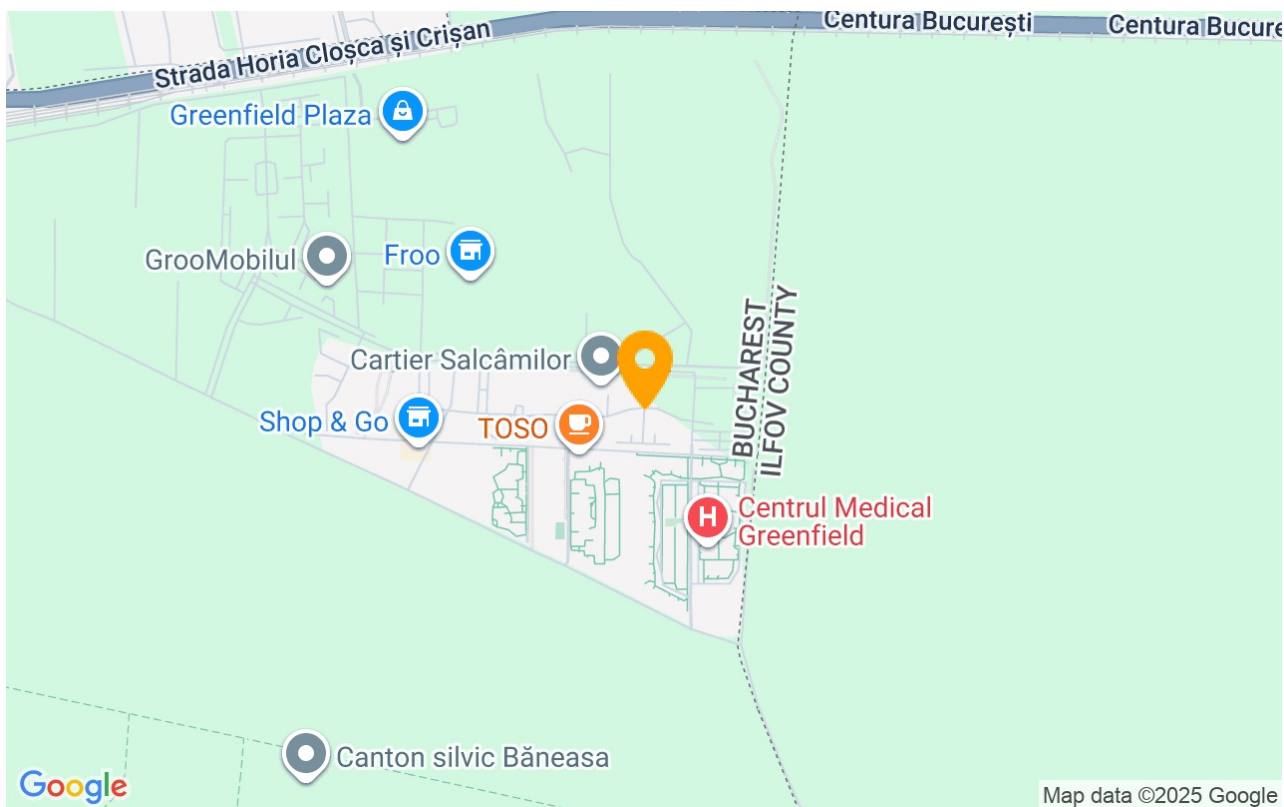 Centura București
Centura Bucure
Strada Horia Cloșca și Crișan
Greenfield Plaza
GrooMobilul
Froo
BUCHAREST
ILFOV COUNTY
Cartier Salcâmilor
Shop & Go
TOSO
H
Centrul Medical
Greenfield
Canton silvic Băneasa
Google
Map data ©2025 Google